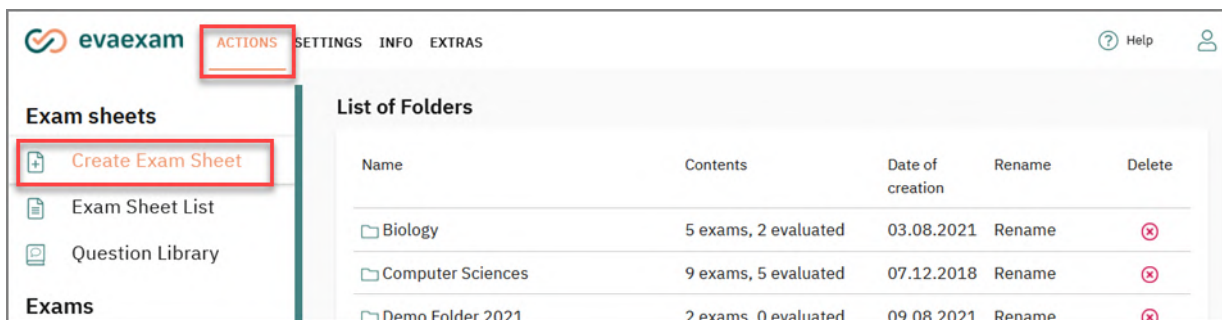 evaexam ACTIONS SETTINGS INFO EXTRAS Help
Exam sheets
Create Exam Sheet
Exam Sheet List
Question Library
Exams
List of Folders
Name Contents Date of creation Rename Delete
Biology 5 exams, 2 evaluated 03.08.2021 Rename
Computer Sciences 9 exams, 5 evaluated 07.12.2018 Rename
Demo Folder 2021 2 exams, 0 evaluated 09.08.2021 Rename